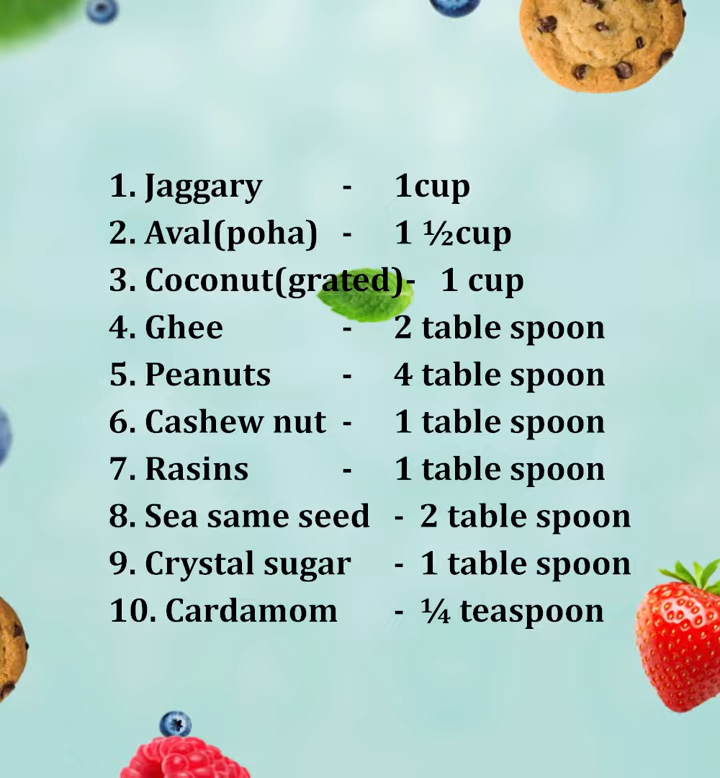 1. Jaggary - 1cup
2. Aval(poha) - 1 ½cup
3. Coconut(grated)- 1 cup
4. Ghee - 2 table spoon
5. Peanuts - 4 table spoon
6. Cashew nut - 1 table spoon
7. Rasins - 1 table spoon
8. Sea same seed - 2 table spoon
9. Crystal sugar - 1 table spoon
10. Cardamom - ¼ teaspoon